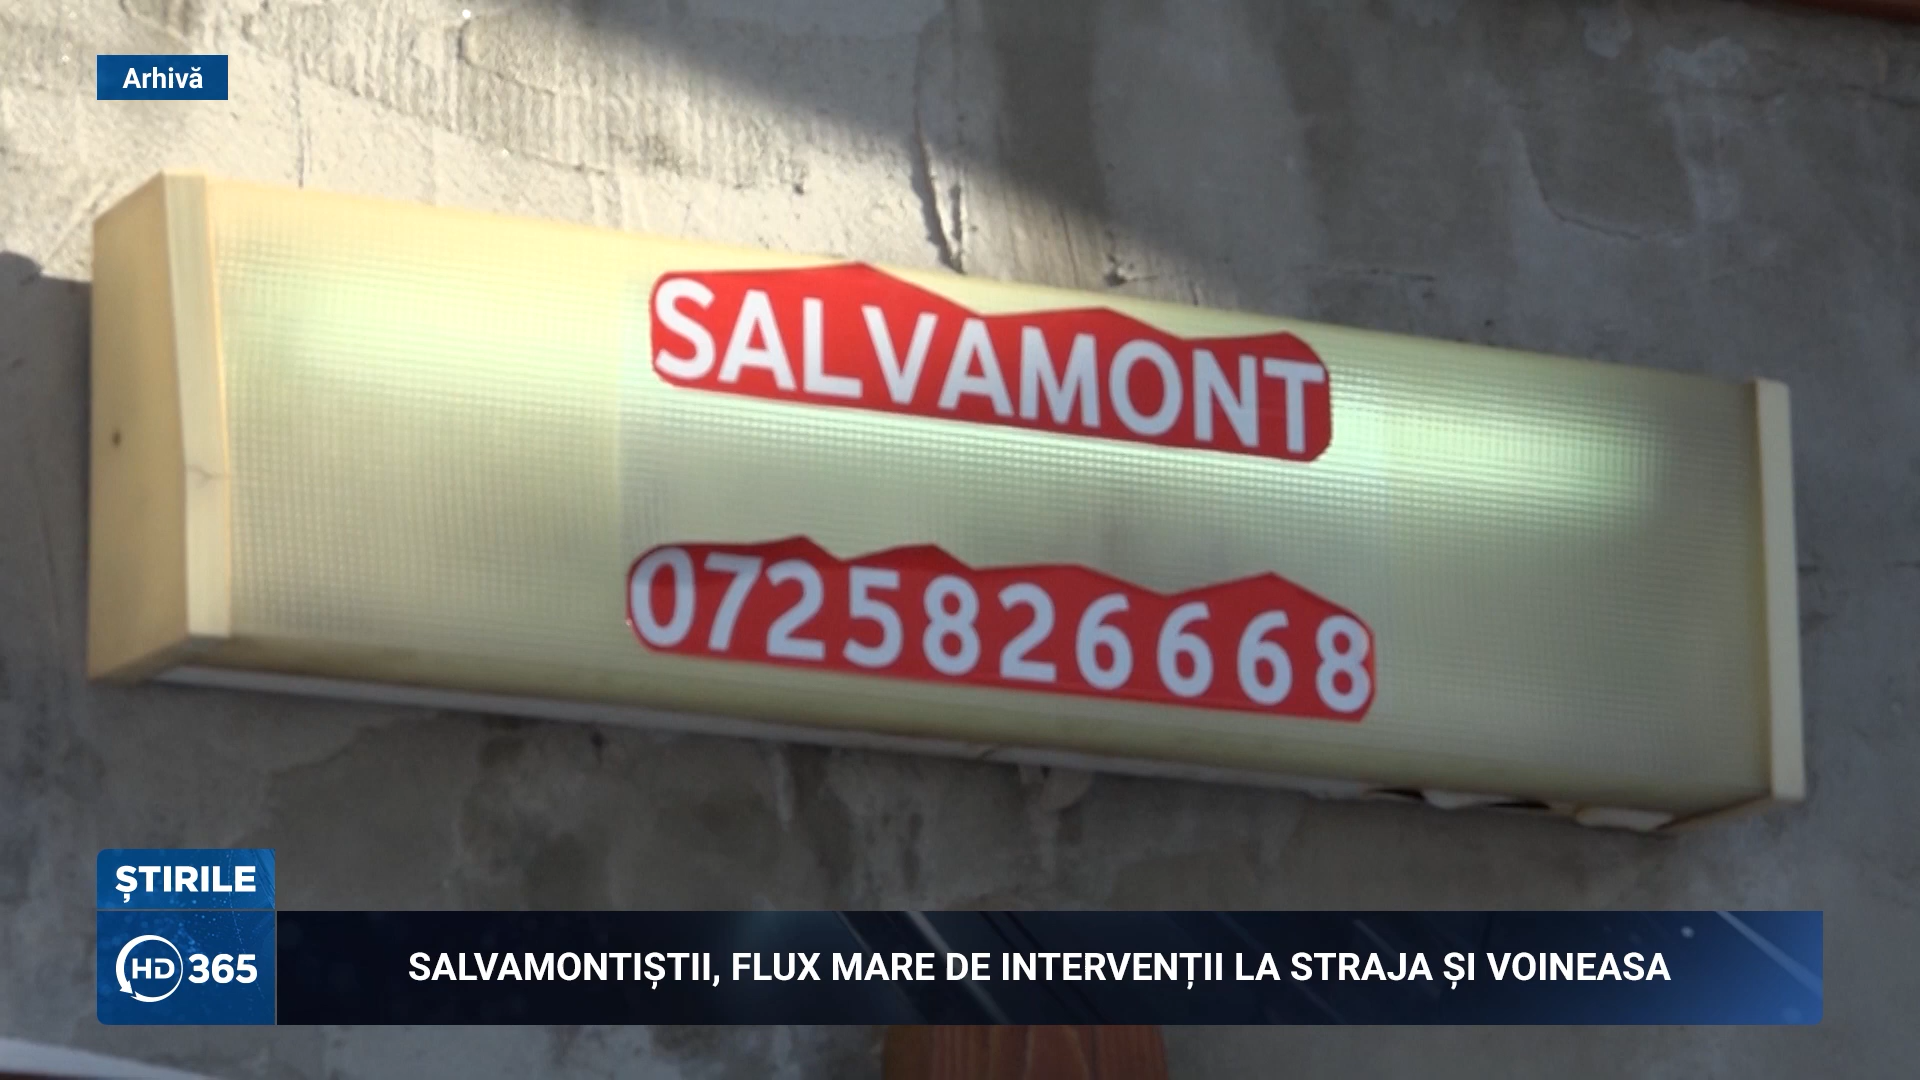 Arhivă
SALVAMONT
0725826668
ȘTIRILE
HD 365
SALVAMONTIȘTII, FLUX MARE DE INTERVENȚII LA STRAJA ȘI VOINEASA